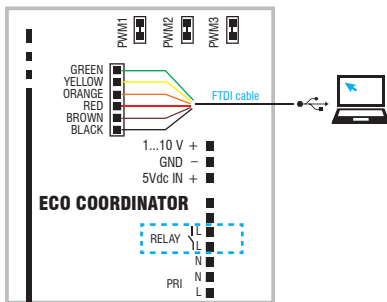 PWM1 PWM2 PWM3
GREEN
YELLOW
ORANGE
RED
BROWN
BLACK
FTDI cable
1...10 V +
GND –
5Vdc IN +
ECO COORDINATOR
RELAY
L
L
N
PRI
N
L